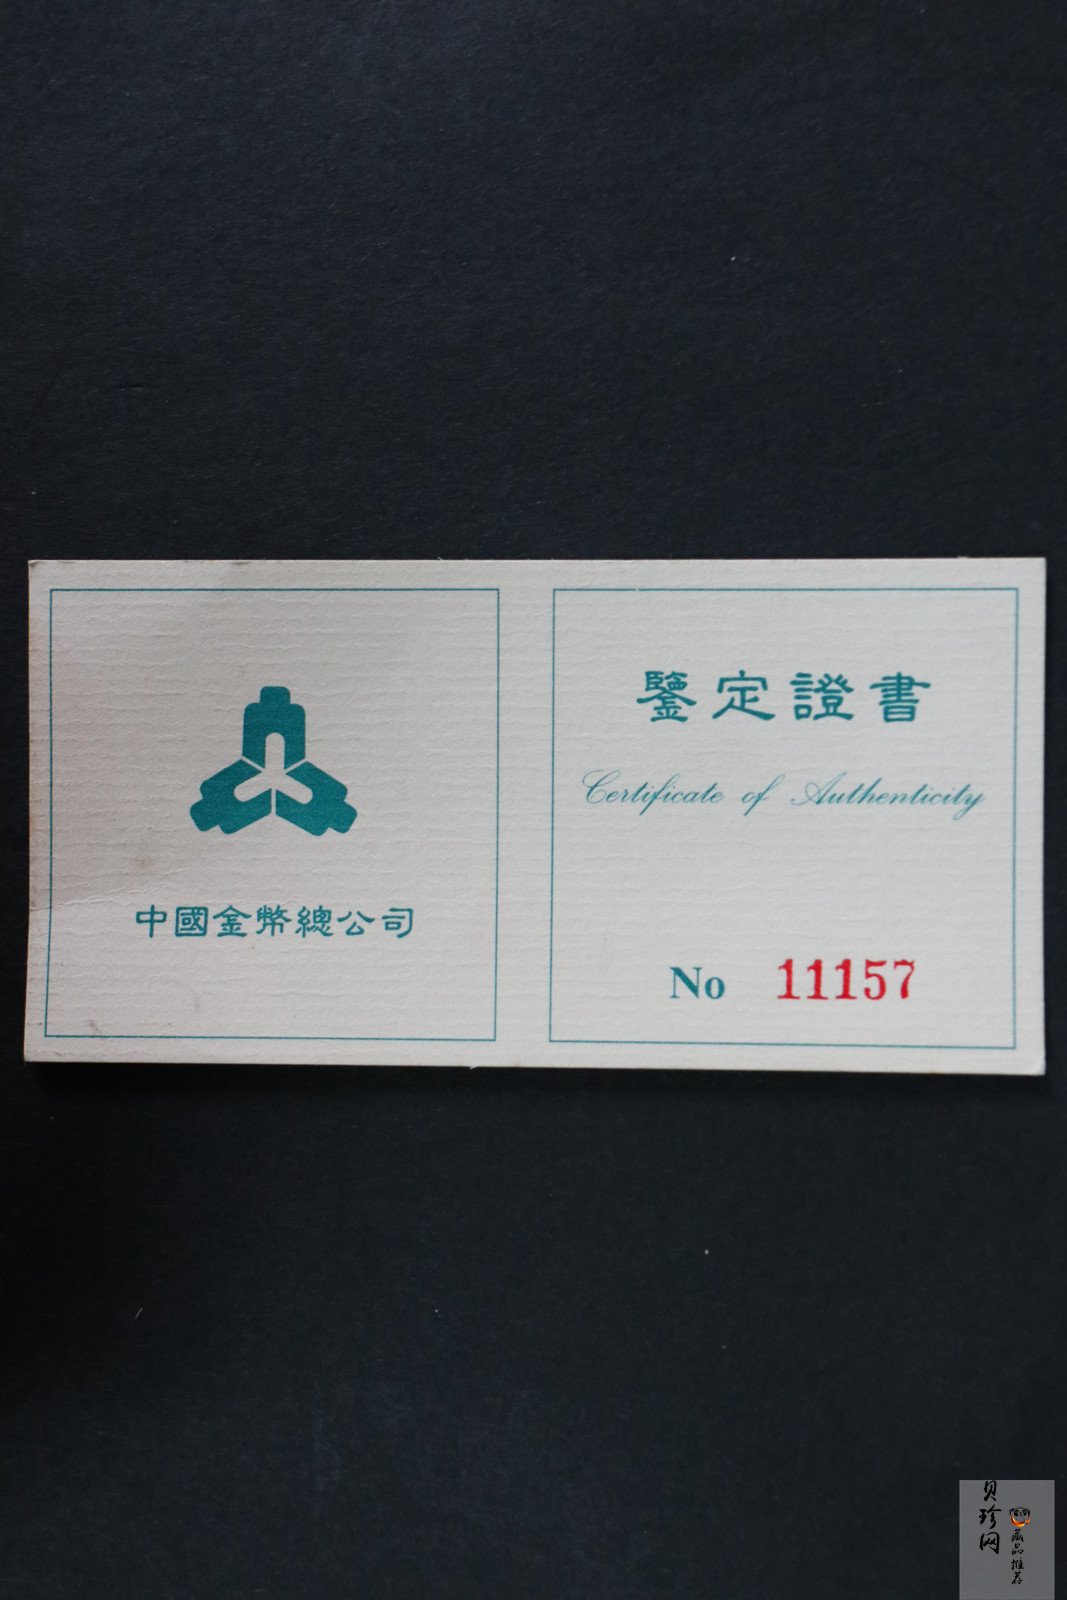 中國金幣總公司
鑒定證書
Certificate of Authenticity
No 11157
贝珍网
藏品推荐